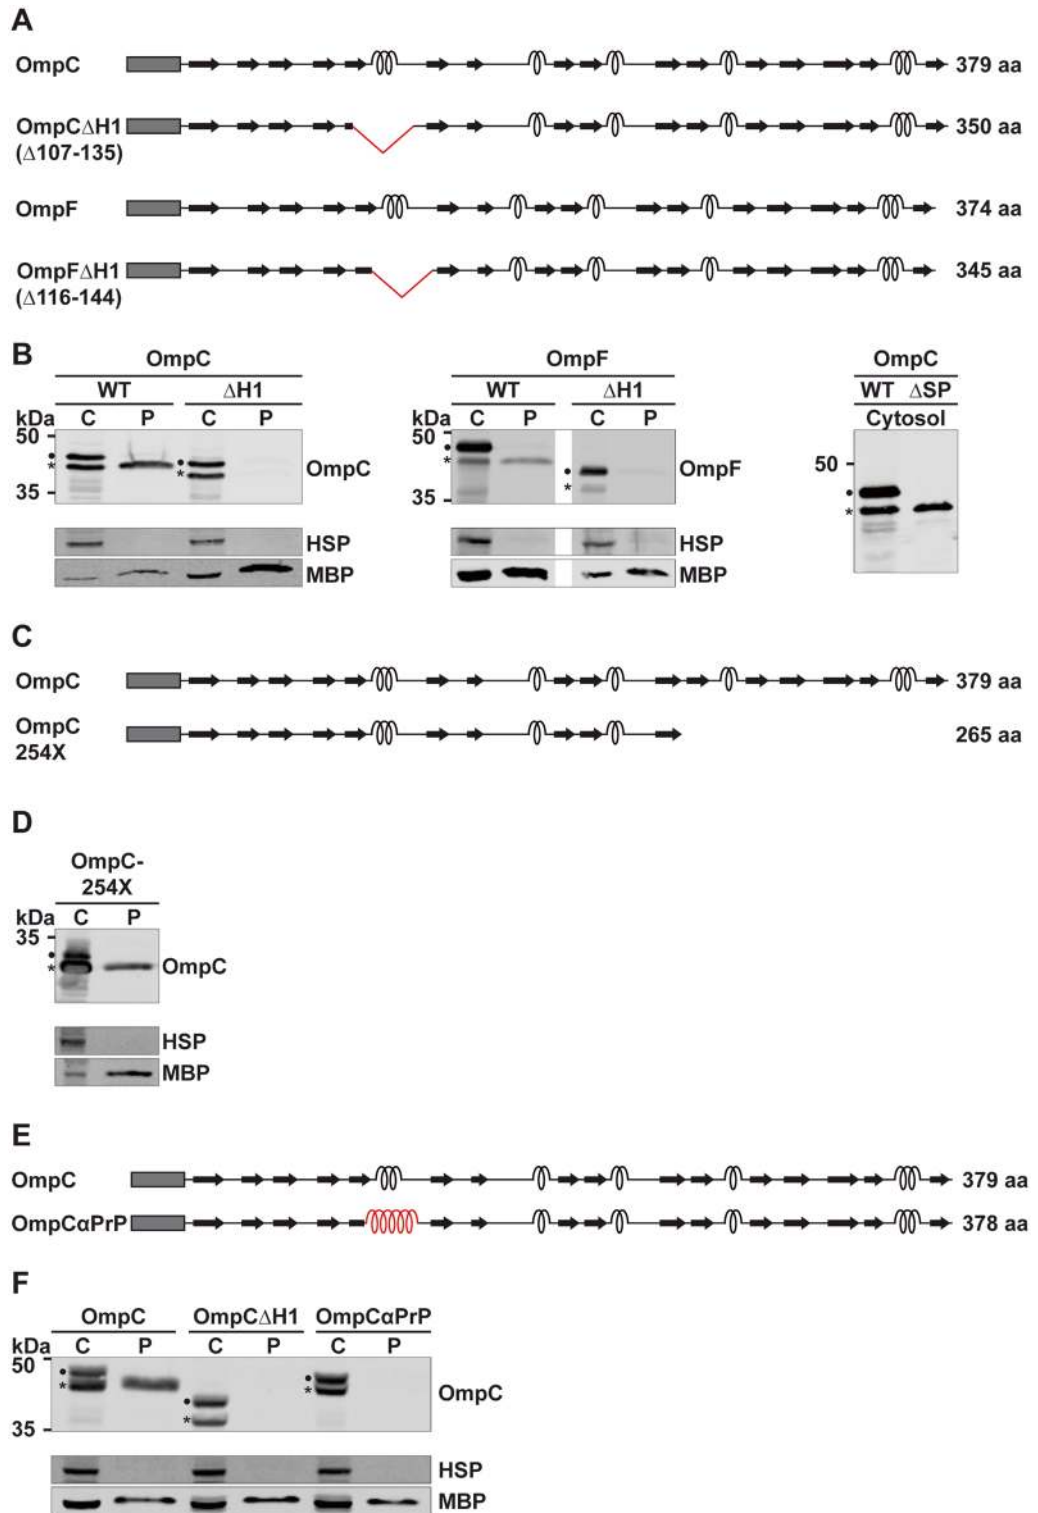 A
OmpC 379 aa
OmpCΔH1 350 aa
(Δ107-135)
OmpF 374 aa
OmpFΔH1 345 aa
(Δ116-144)
B
OmpC
WT ΔH1
kDa C P C P
50
•
*
•
*
35
OmpC
HSP
MBP
OmpF
WT ΔH1
kDa C P C P
50
•
*
•
*
35
OmpF
HSP
MBP
OmpC
WT ΔSP
Cytosol
50
•
*
C
OmpC 379 aa
OmpC
254X 265 aa
D
OmpC-
254X
kDa C P
35
•
*
OmpC
HSP
MBP
E
OmpC 379 aa
OmpCαPrP 378 aa
F
OmpC OmpCΔH1 OmpCαPrP
kDa C P C P C P
50
•
*
•
*
•
*
35
OmpC
HSP
MBP